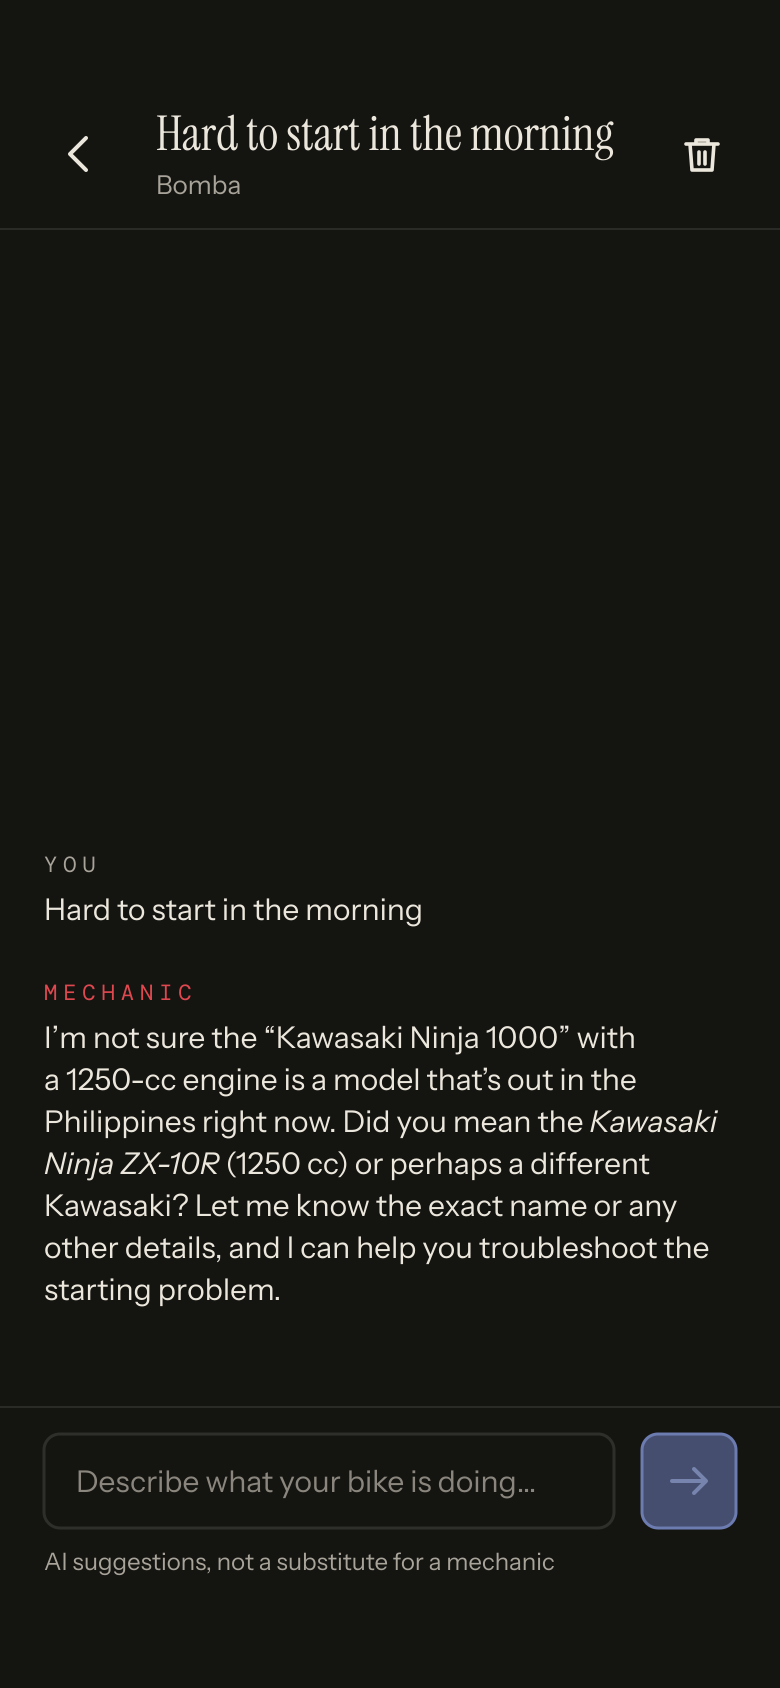 Hard to start in the morning
Bomba
YOU
Hard to start in the morning
MECHANIC
I’m not sure the “Kawasaki Ninja 1000” with
a 1250-cc engine is a model that’s out in the
Philippines right now. Did you mean the Kawasaki
Ninja ZX-10R (1250 cc) or perhaps a different
Kawasaki? Let me know the exact name or any
other details, and I can help you troubleshoot the
starting problem.
Describe what your bike is doing...
AI suggestions, not a substitute for a mechanic